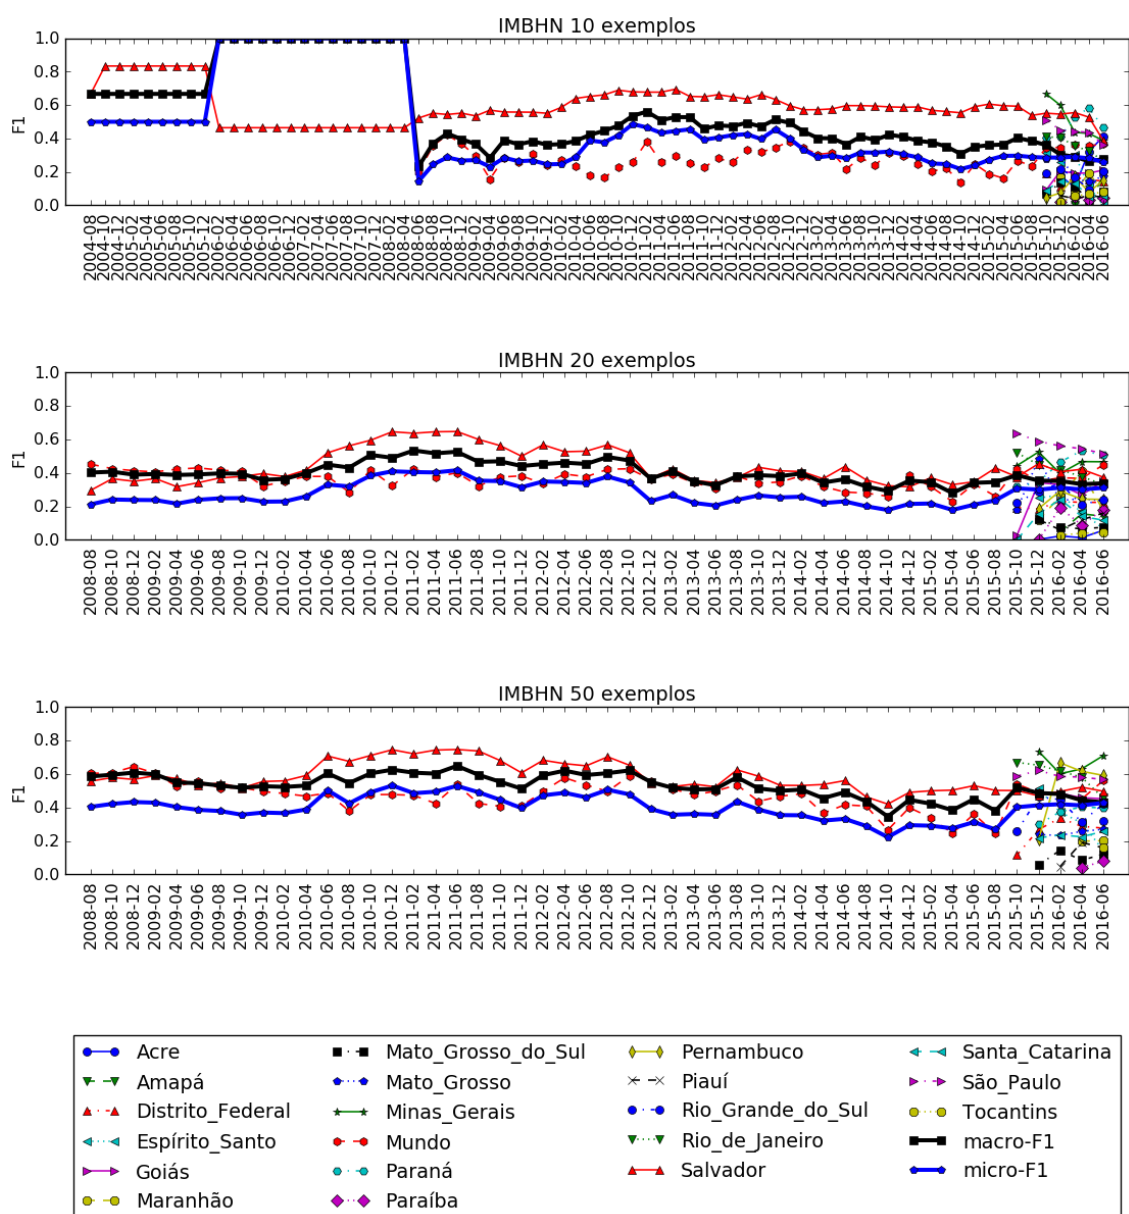 IMBHN 10 exemplos
1.0
0.8
0.6
0.4
0.2
0.0
F1
2004-08 2004-10 2004-12 2005-02 2005-04 2005-06 2005-08 2005-10 2005-12 2006-02 2006-04 2006-06 2006-08 2006-10 2006-12 2007-02 2007-04 2007-06 2007-08 2007-10 2007-12 2008-02 2008-04 2008-06 2008-08 2008-10 2008-12 2009-02 2009-04 2009-06 2009-08 2009-10 2009-12 2010-02 2010-04 2010-06 2010-08 2010-10 2010-12 2011-02 2011-04 2011-06 2011-08 2011-10 2011-12 2012-02 2012-04 2012-06 2012-08 2012-10 2012-12 2013-02 2013-04 2013-06 2013-08 2013-10 2013-12 2014-02 2014-04 2014-06 2014-08 2014-10 2014-12 2015-02 2015-04 2015-06 2015-08 2015-10 2015-12 2016-02 2016-04 2016-06
IMBHN 20 exemplos
1.0
0.8
0.6
0.4
0.2
0.0
F1
2008-08 2008-10 2008-12 2009-02 2009-04 2009-06 2009-08 2009-10 2009-12 2010-02 2010-04 2010-06 2010-08 2010-10 2010-12 2011-02 2011-04 2011-06 2011-08 2011-10 2011-12 2012-02 2012-04 2012-06 2012-08 2012-10 2012-12 2013-02 2013-04 2013-06 2013-08 2013-10 2013-12 2014-02 2014-04 2014-06 2014-08 2014-10 2014-12 2015-02 2015-04 2015-06 2015-08 2015-10 2015-12 2016-02 2016-04 2016-06
IMBHN 50 exemplos
1.0
0.8
0.6
0.4
0.2
0.0
F1
2008-08 2008-10 2008-12 2009-02 2009-04 2009-06 2009-08 2009-10 2009-12 2010-02 2010-04 2010-06 2010-08 2010-10 2010-12 2011-02 2011-04 2011-06 2011-08 2011-10 2011-12 2012-02 2012-04 2012-06 2012-08 2012-10 2012-12 2013-02 2013-04 2013-06 2013-08 2013-10 2013-12 2014-02 2014-04 2014-06 2014-08 2014-10 2014-12 2015-02 2015-04 2015-06 2015-08 2015-10 2015-12 2016-02 2016-04 2016-06
Acre
Amapá
Distrito_Federal
Espírito_Santo
Goiás
Maranhão
Mato_Grosso_do_Sul
Mato_Grosso
Minas_Gerais
Mundo
Paraná
Paraíba
Pernambuco
Piauí
Rio_Grande_do_Sul
Rio_de_Janeiro
Salvador
Santa_Catarina
São_Paulo
Tocantins
macro-F1
micro-F1